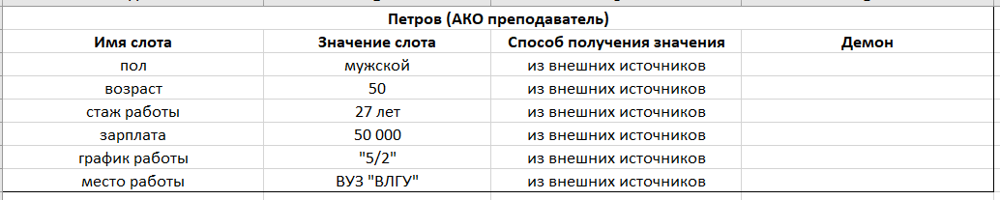 Петров (АКО преподаватель)
Имя слота Значение слота Способ получения значения Демон
пол мужской из внешних источников
возраст 50 из внешних источников
стаж работы 27 лет из внешних источников
зарплата 50 000 из внешних источников
график работы "5/2" из внешних источников
место работы ВУЗ "ВЛГУ" из внешних источников